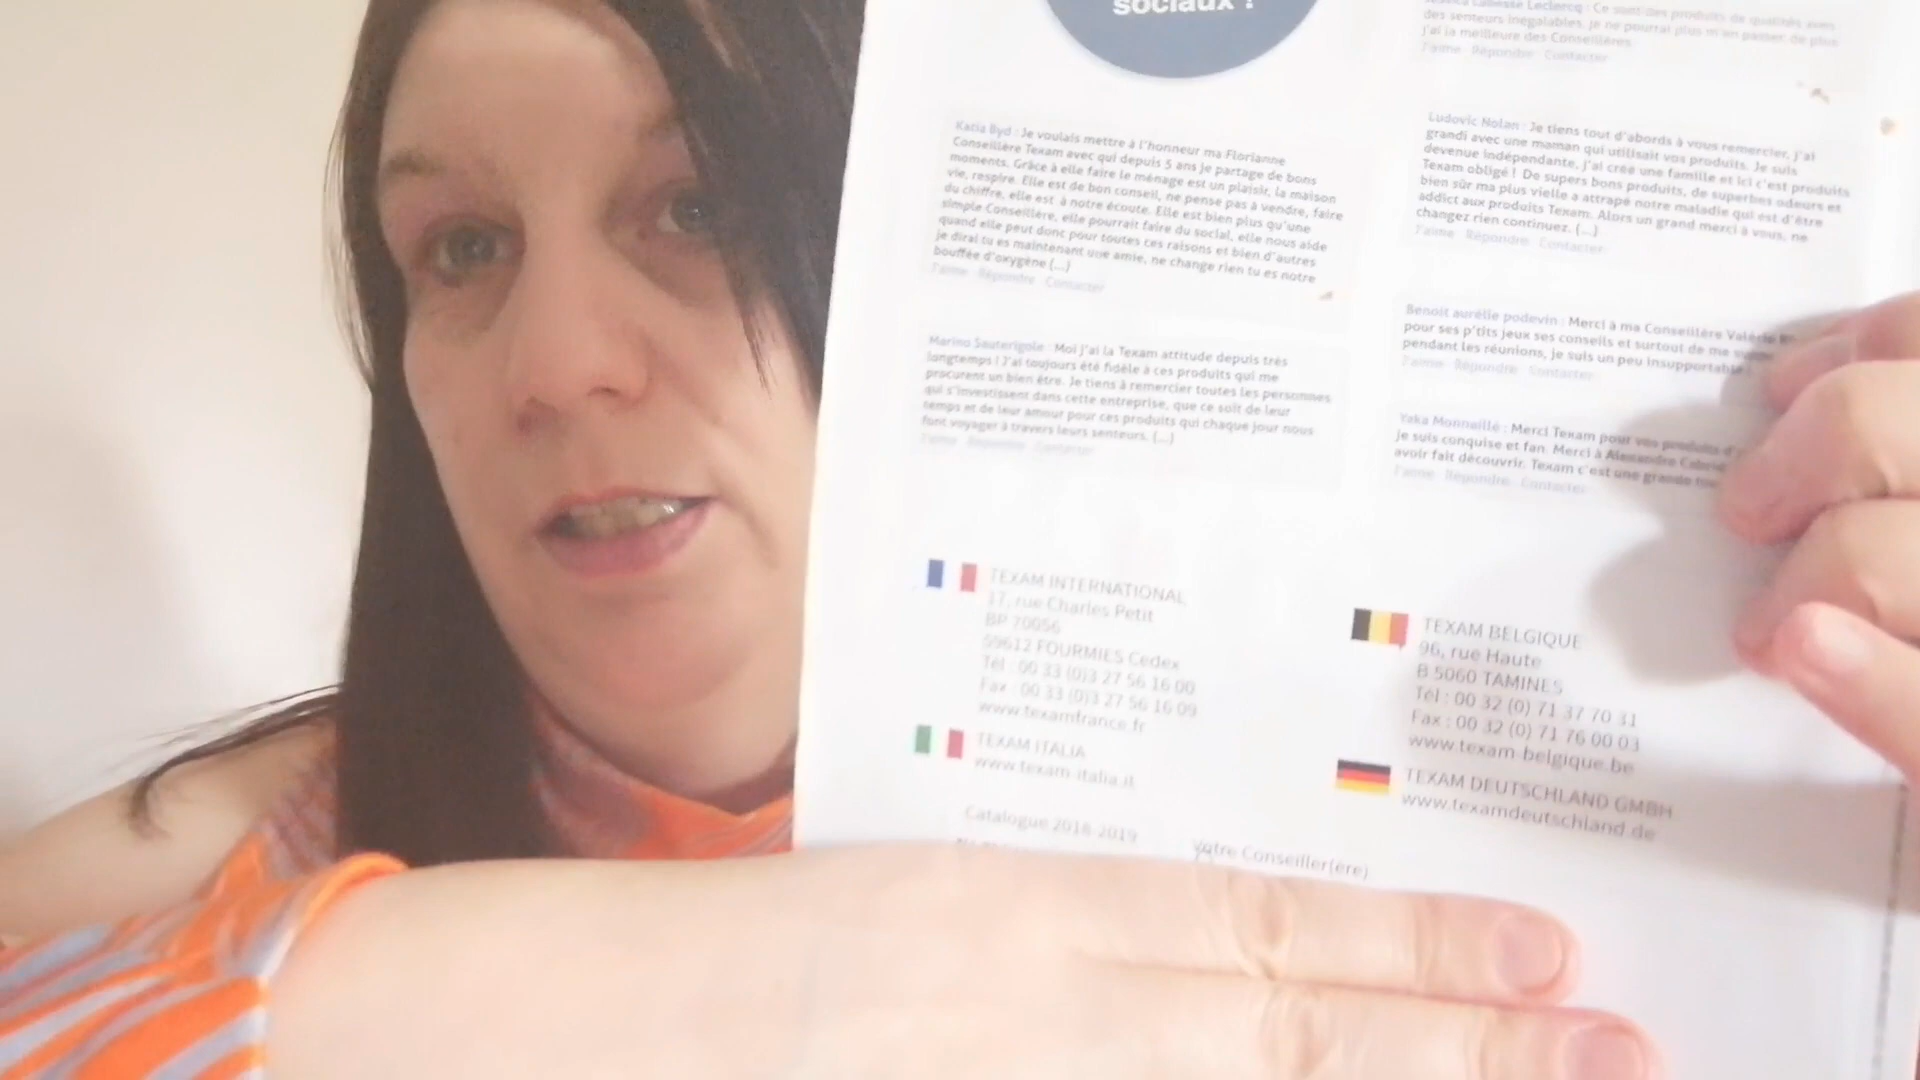 sociaux !
Katia Byd : Je voulais mettre à l'honneur ma Florianne
Conseillère Texam avec qui depuis 5 ans je partage de bons
moments. Grâce à elle faire le ménage est un plaisir, la maison
vie, respire. Elle est de bon conseil, ne pense pas à vendre, faire
du chiffre, elle est à notre écoute. Elle est bien plus qu'une
simple Conseillère, elle pourrait faire du social, elle nous aide
quand elle peut donc pour toutes ces raisons et bien d'autres
je dirai tu es maintenant une amie, ne change rien tu es notre
bouffée d'oxygène (...)
J'aime · Répondre · Contacter
Marino Sauterigole : Moi j'ai la Texam attitude depuis très
longtemps ! J'ai toujours été fidèle à ces produits qui me
procurent un bien être. Je tiens à remercier toutes les personnes
qui s'investissent dans cette entreprise, que ce soit de leur
temps et de leur amour pour ces produits qui chaque jour nous
font voyager à travers leurs senteurs. (...)
J'aime · Répondre · Contacter
Leclercq : Ce sont des produits de qualités avec
des senteurs inégalables, je ne pourrai plus m'en passer, de plus
j'ai la meilleure des Conseillères.
J'aime · Répondre · Contacter
Ludovic Nolan : Je tiens tout d'abords à vous remercier, j'ai
grandi avec une maman qui utilisait vos produits. Je suis
devenue indépendante, j'ai crée une famille et ici c'est produits
Texam obligé ! De supers bons produits, de superbes odeurs et
bien sûr ma plus vielle a attrapé notre maladie qui est d'être
addict aux produits Texam. Alors un grand merci à vous, ne
changez rien continuez. (...)
J'aime · Répondre · Contacter
Benoit aurélie podevin : Merci à ma Conseillère Valérie
pour ses p'tits jeux ses conseils et surtout de me
pendant les réunions, je suis un peu insupportable
J'aime · Répondre · Contacter
Yaka Monneille : Merci Texam pour vos produits
Je suis conquise et fan. Merci à Alexandre
avoir fait découvrir. Texam c'est une grande
J'aime · Répondre · Contacter
TEXAM INTERNATIONAL
17, rue Charles Petit
BP 70056
59612 FOURMIES Cedex
Tél : 00 33 (0)3 27 56 16 00
Fax : 00 33 (0)3 27 56 16 09
www.texamfrance.fr
TEXAM ITALIA
www.texam-italia.it
TEXAM BELGIQUE
96, rue Haute
B 5060 TAMINES
Tél : 00 32 (0) 71 37 70 31
Fax : 00 32 (0) 71 76 00 03
www.texam-belgique.be
TEXAM DEUTSCHLAND GMBH
www.texamdeutschland.de
Catalogue 2018-2019
Votre Conseiller(ère)